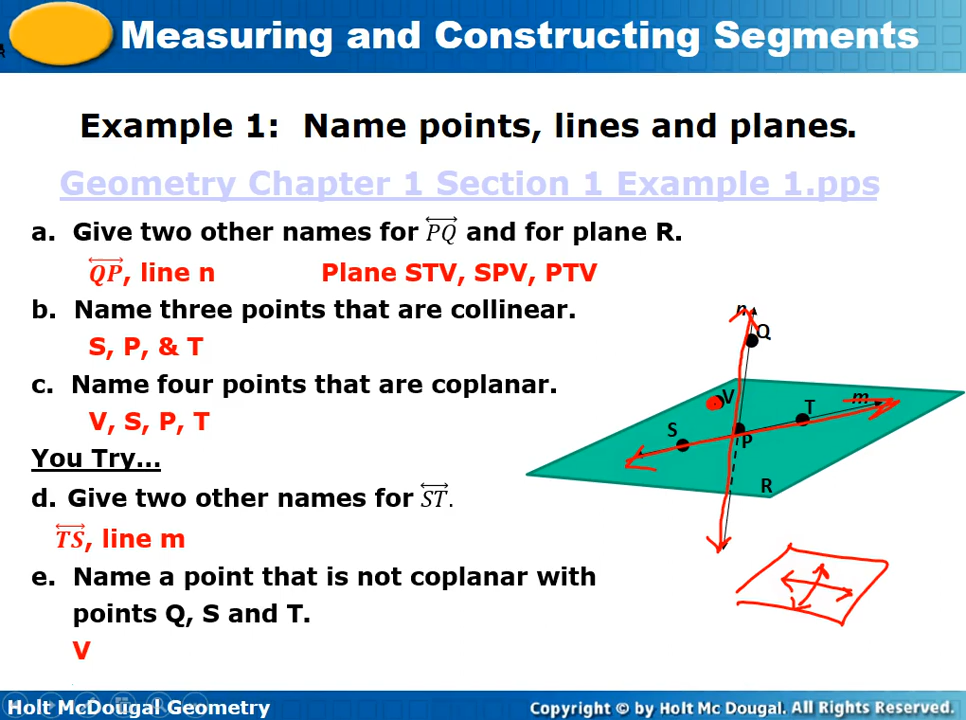 Measuring and Constructing Segments
Example 1: Name points, lines and planes.
Geometry Chapter 1 Section 1 Example 1.pps
a. Give two other names for PQ and for plane R.
QP, line n Plane STV, SPV, PTV
b. Name three points that are collinear.
S, P, & T
c. Name four points that are coplanar.
V, S, P, T
You Try...
d. Give two other names for ST.
TS, line m
e. Name a point that is not coplanar with
points Q, S and T.
V
n
Q
V
T
m
S
P
R
Holt McDougal Geometry
Copyright © by Holt Mc Dougal. All Rights Reserved.